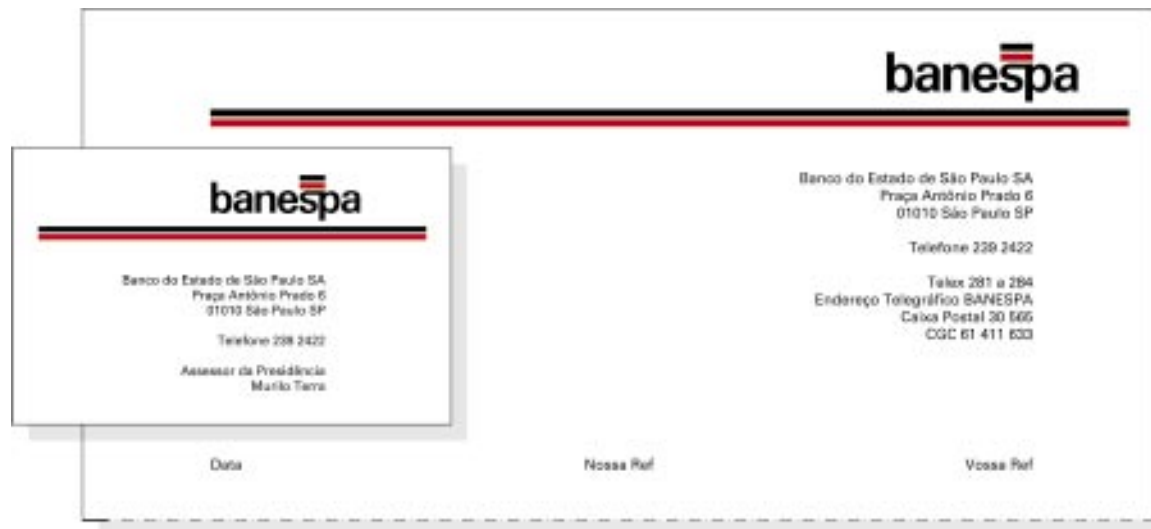 banespa
Banco do Estado de São Paulo SA
Praça Antônio Prado 6
01010 São Paulo SP
Telefone 239 2422
Telex 281 a 284
Endereço Telegráfico BANESPA
Caixa Postal 30 565
CGC 61 411 633
Data
Nossa Ref
Vossa Ref
banespa
Banco do Estado de São Paulo SA
Praça Antônio Prado 6
01010 São Paulo SP
Telefone 239 2422
Assessor da Presidência
Murilo Terra